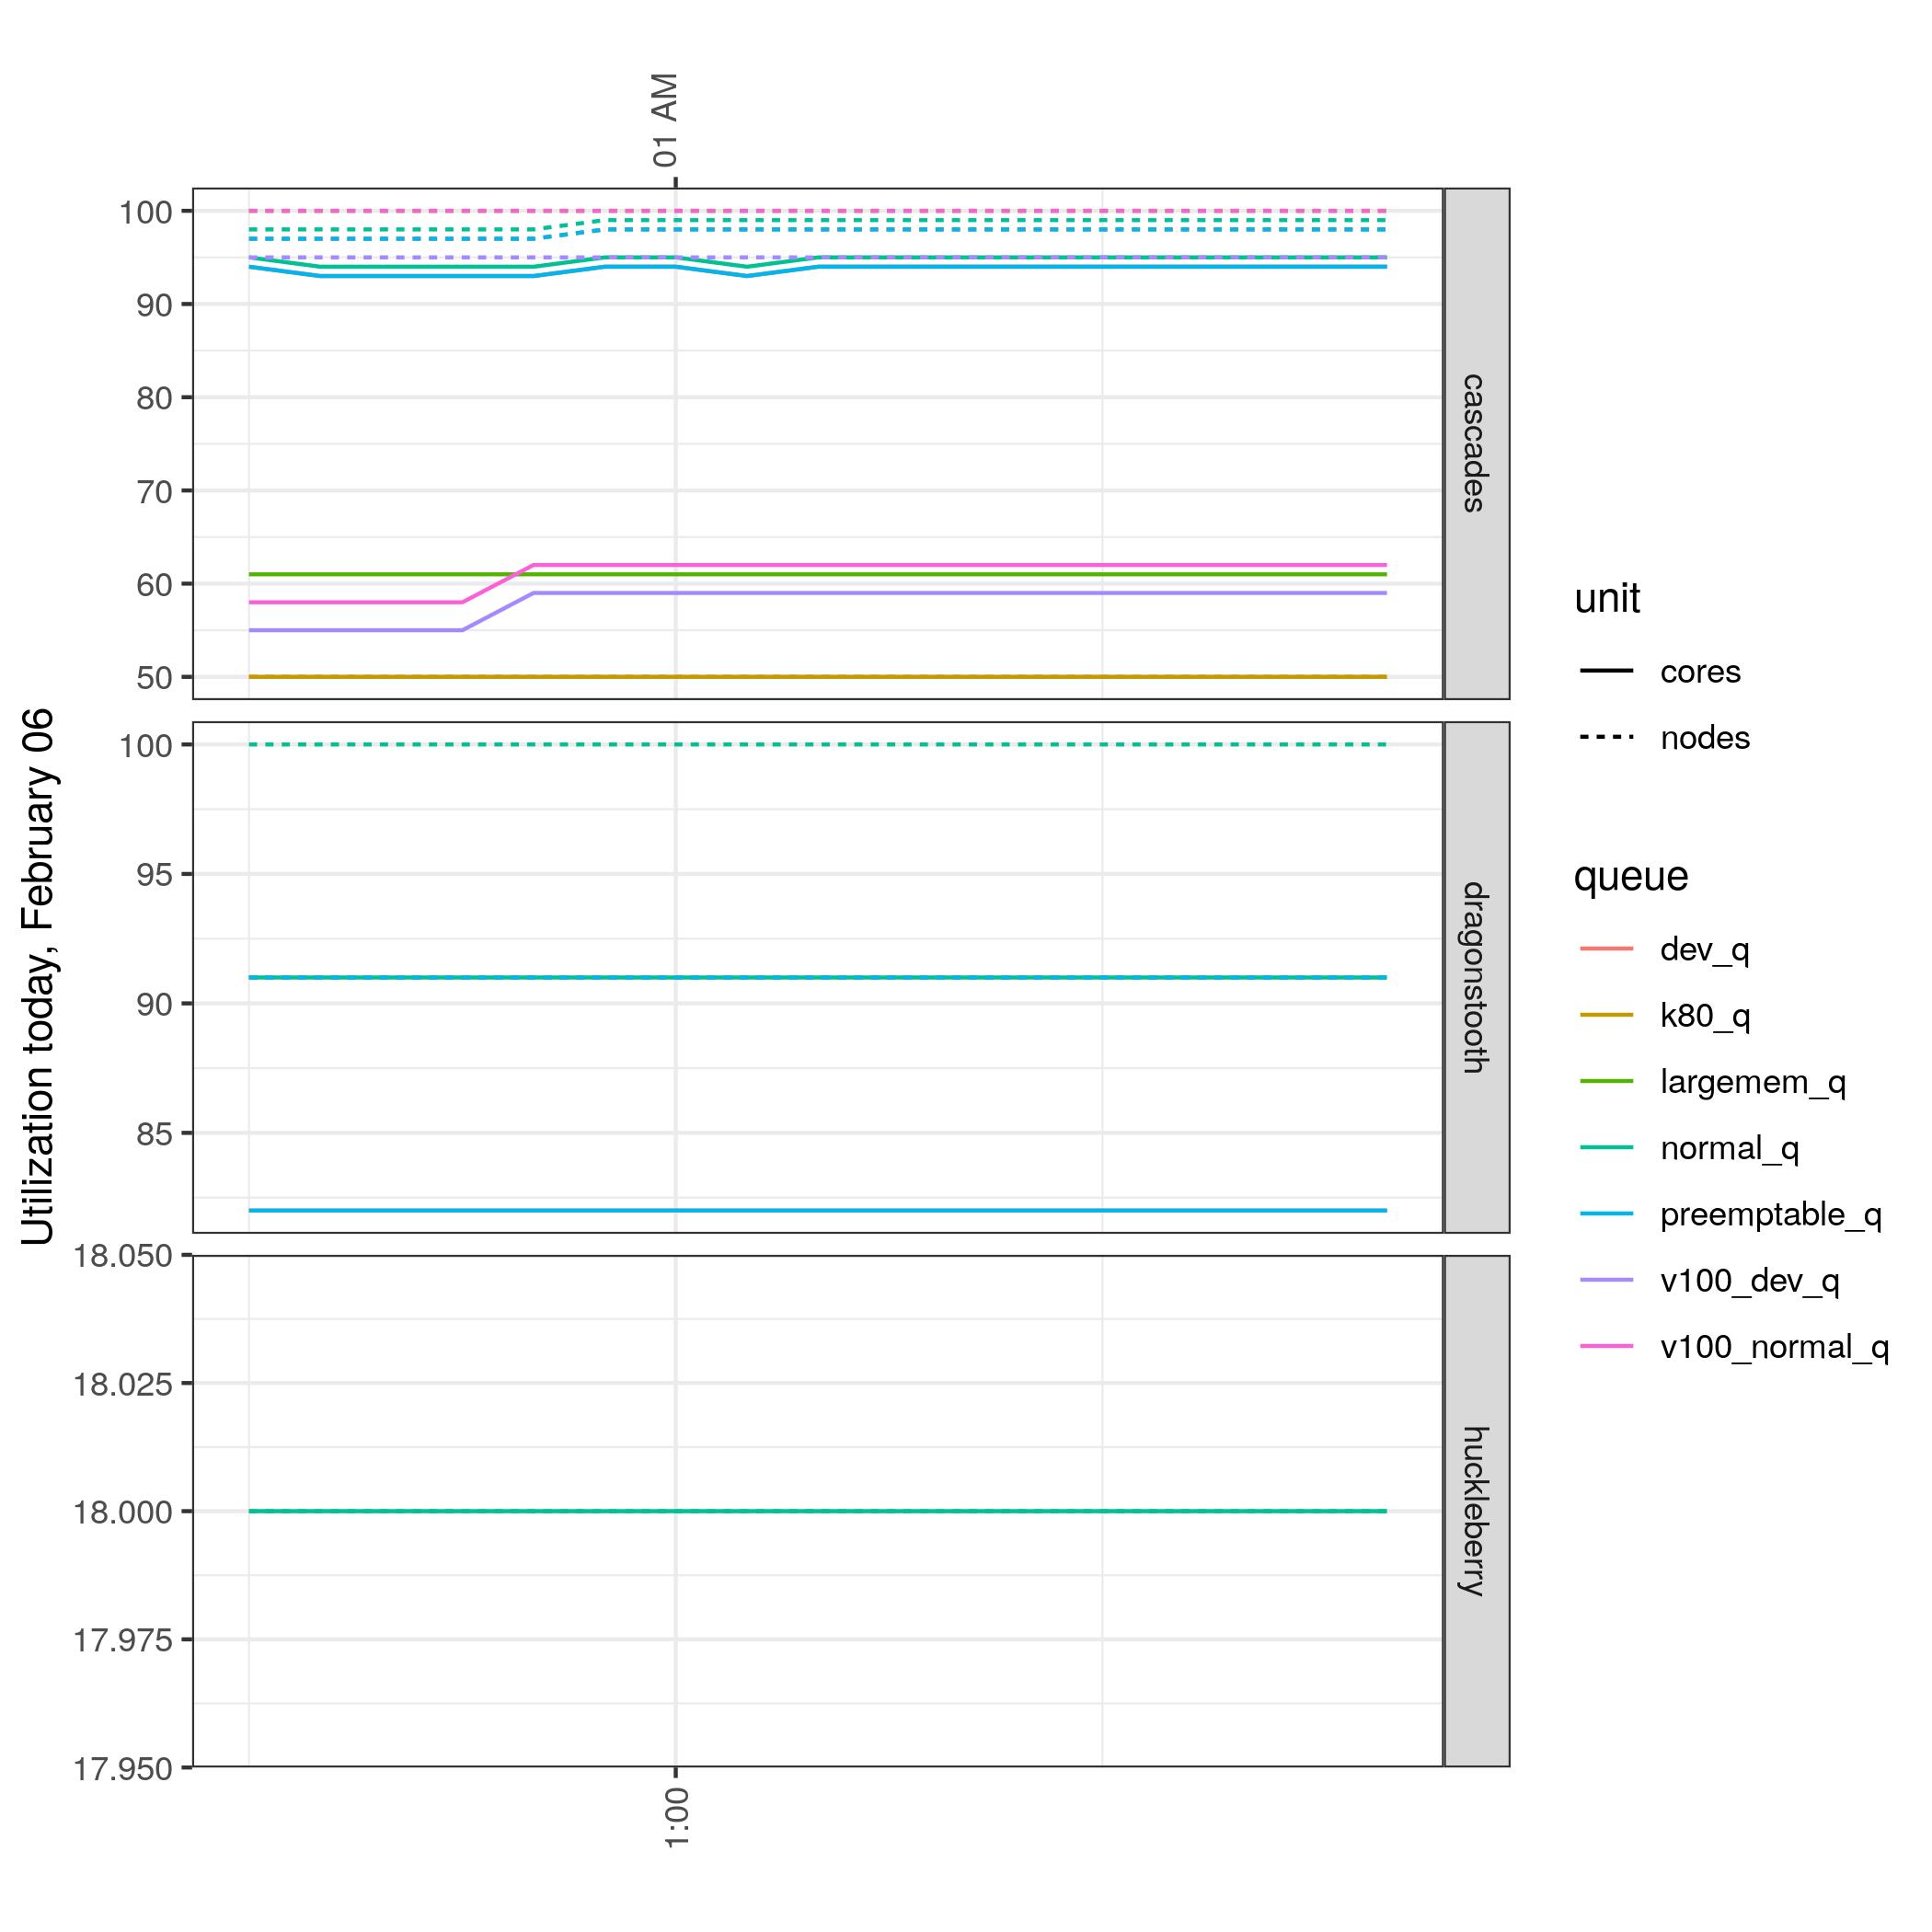 01 AM
Utilization today, February 06
100
90
80
70
60
50
cascades
100
95
90
85
dragonstooth
18.050
18.025
18.000
17.975
17.950
huckleberry
1:00
unit
cores
nodes
queue
dev_q
k80_q
largemem_q
normal_q
preemptable_q
v100_dev_q
v100_normal_q